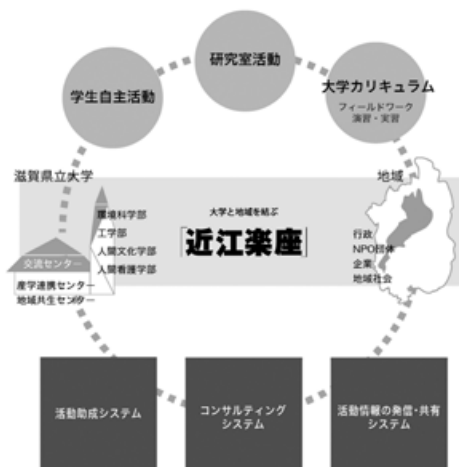 研究室活動
学生自主活動
大学カリキュラム
フィールドワーク
演習・実習
滋賀県立大学
地域
環境科学部
工学部
人間文化学部
人間看護学部
大学と地域を結ぶ
「近江楽座」
行政
NPO団体
企業
地域社会
交流センター
産学連携センター
地域共生センター
活動助成システム
コンサルティング
システム
活動情報の発信・共有
システム